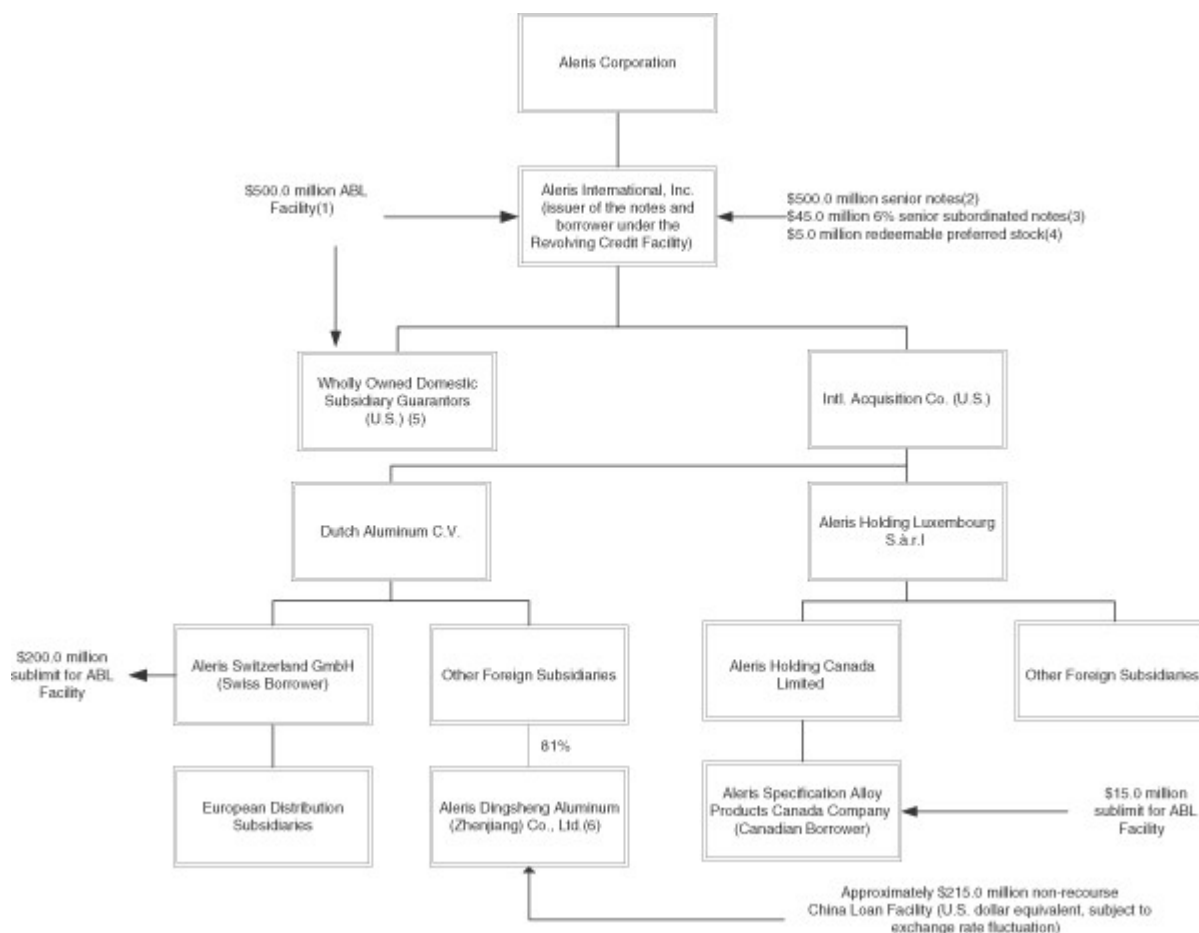 Aleris Corporation
$500.0 million ABL
Facility(1)
Aleris International, Inc.
(issuer of the notes and
borrower under the
Revolving Credit Facility)
$500.0 million senior notes(2)
$45.0 million 6% senior subordinated notes(3)
$5.0 million redeemable preferred stock(4)
Wholly Owned Domestic
Subsidiary Guarantors
(U.S.) (5)
Intl. Acquisition Co. (U.S.)
Dutch Aluminum C.V.
Aleris Holding Luxembourg
S.à.r.l
$200.0 million
sublimit for ABL
Facility
Aleris Switzerland GmbH
(Swiss Borrower)
Other Foreign Subsidiaries
Aleris Holding Canada
Limited
Other Foreign Subsidiaries
81%
European Distribution
Subsidiaries
Aleris Dingsheng Aluminum
(Zhenjiang) Co., Ltd.(6)
Aleris Specification Alloy
Products Canada Company
(Canadian Borrower)
$15.0 million
sublimit for ABL
Facility
Approximately $215.0 million non-recourse
China Loan Facility (U.S. dollar equivalent, subject to
exchange rate fluctuation)